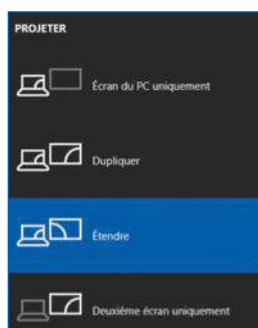 PROJETER
Écran du PC uniquement
Dupliquer
Étendre
Deuxième écran uniquement